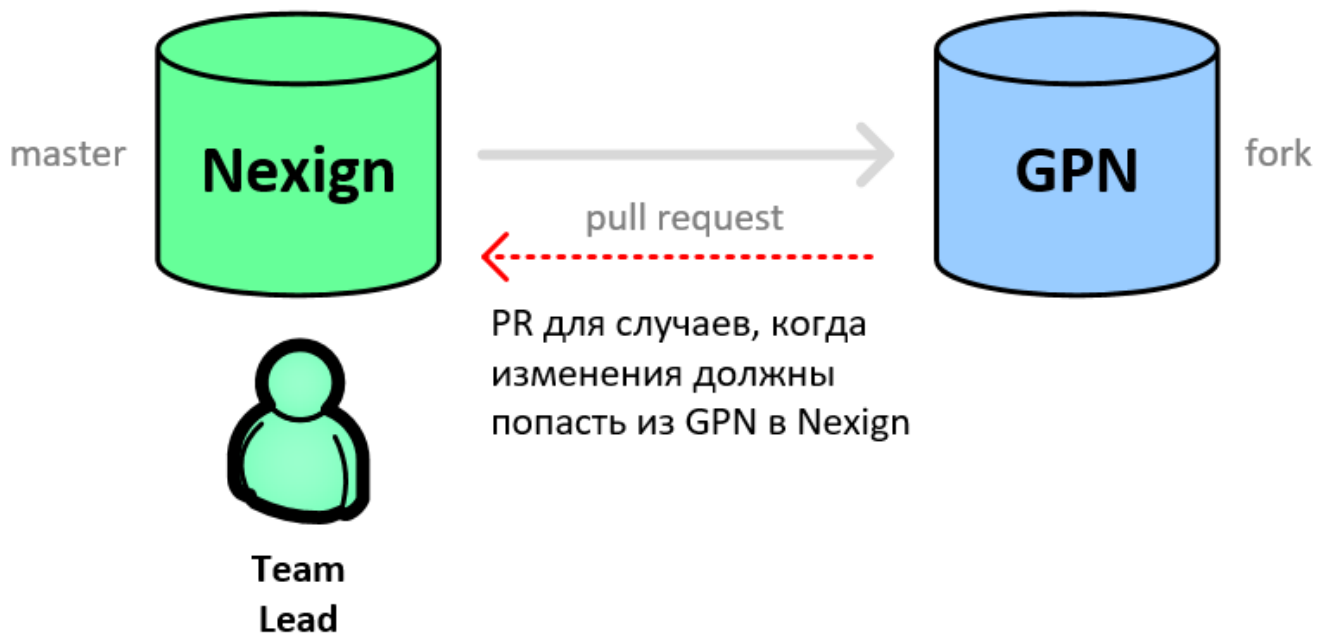 master
Nexign
GPN
fork
pull request
PR для случаев, когда
изменения должны
попасть из GPN в Nexign
Team
Lead